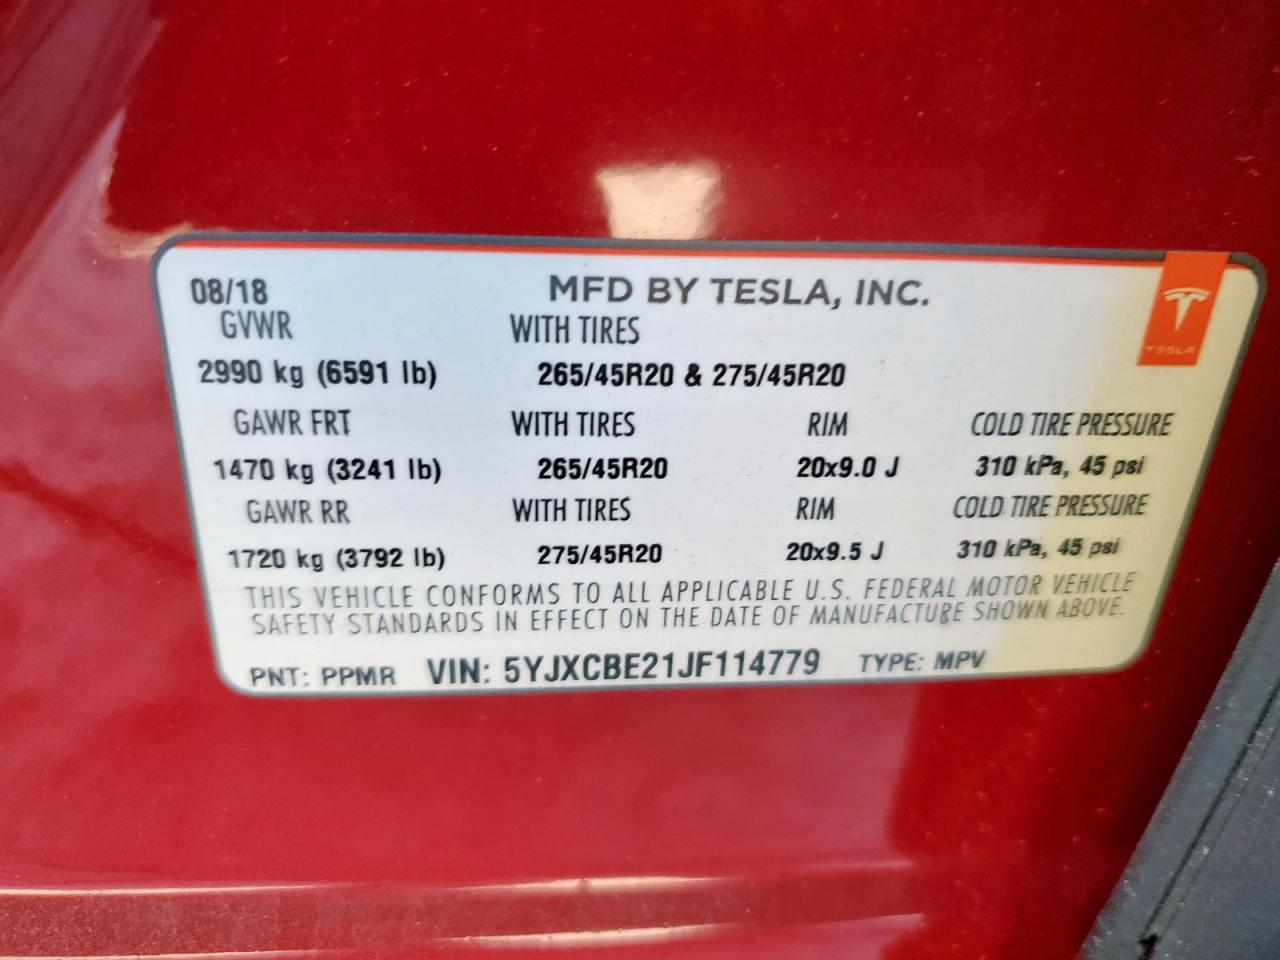 08/18 MFD BY TESLA, INC.
TESLA
GVWR WITH TIRES
2990 kg (6591 lb) 265/45R20 & 275/45R20
GAWR FRT WITH TIRES RIM COLD TIRE PRESSURE
1470 kg (3241 lb) 265/45R20 20x9.0 J 310 kPa, 45 psi
GAWR RR WITH TIRES RIM COLD TIRE PRESSURE
1720 kg (3792 lb) 275/45R20 20x9.5 J 310 kPa, 45 psi
THIS VEHICLE CONFORMS TO ALL APPLICABLE U.S. FEDERAL MOTOR VEHICLE
SAFETY STANDARDS IN EFFECT ON THE DATE OF MANUFACTURE SHOWN ABOVE.
PNT: PPMR VIN: 5YJXCBE21JF114779 TYPE: MPV